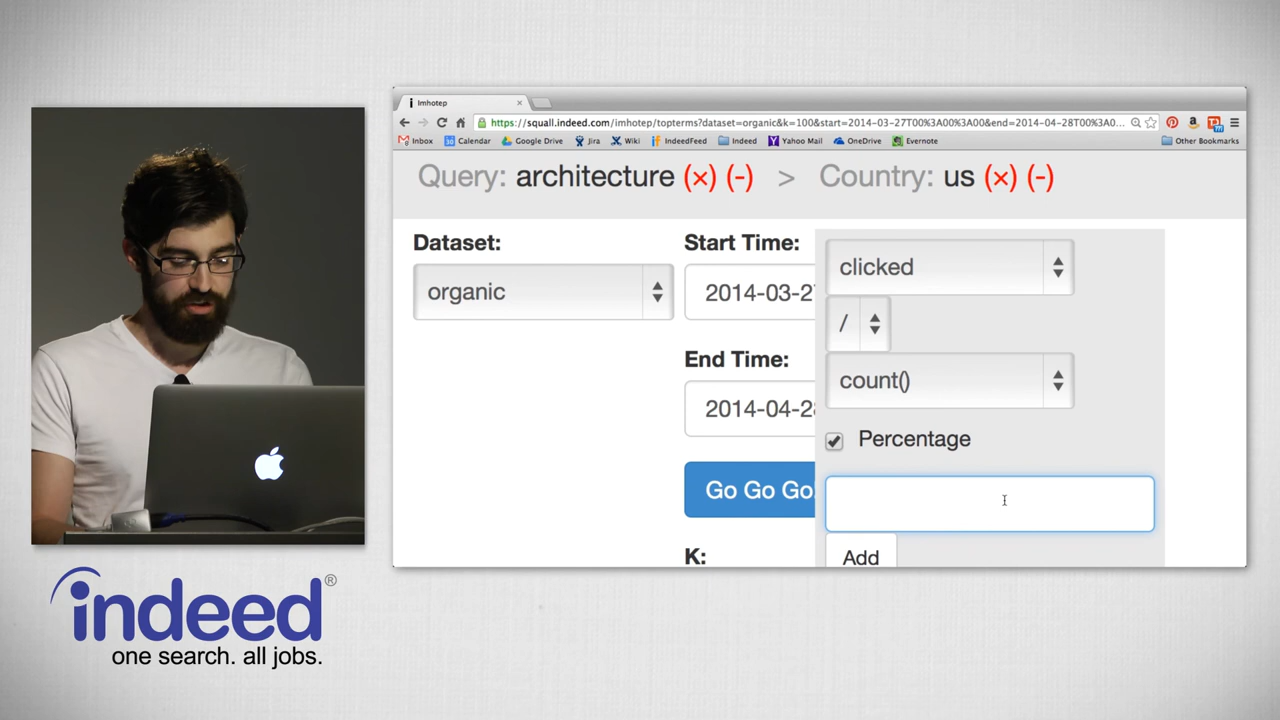 Imhotep
https://squall.indeed.com/imhotep/topterms?dataset=organic&k=100&start=2014-03-27T00%3A00%3A00&end=2014-04-28T00%3A0...
Inbox Calendar Google Drive Jira Wiki IndeedFeed Indeed Yahoo Mail OneDrive Evernote Other Bookmarks
Query: architecture (×) (-) > Country: us (×) (-)
Dataset:
organic
Start Time:
2014-03-27
End Time:
2014-04-28
Go Go Go!
K:
clicked
/
count()
Percentage
Add
indeed®
one search. all jobs.